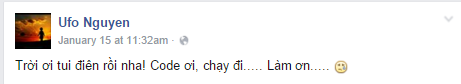 Ufo Nguyen
January 15 at 11:32am ·
Trời ơi tui điên rồi nha! Code ơi, chạy đi..... Làm ơn.....